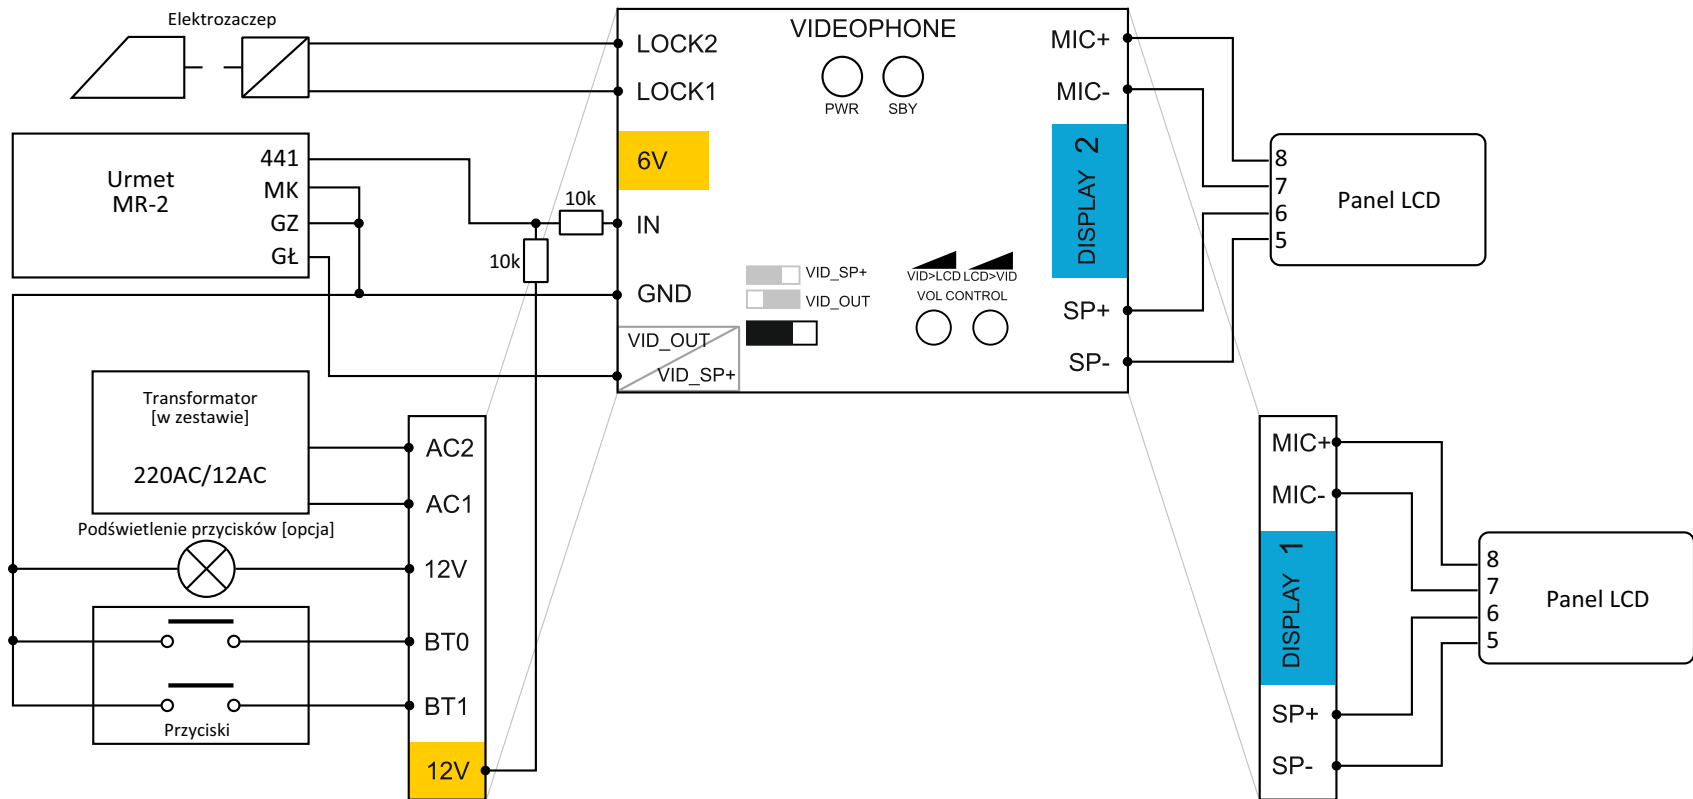 Elektrozaczep
LOCK2
LOCK1
VIDEOPHONE
PWR
SBY
MIC+
MIC-
6V
DISPLAY 2
8
7
6
5
Panel LCD
Urmet
MR-2
441
MK
GZ
GŁ
10k
10k
IN
GND
VID_OUT
VID_SP+
VID_SP+
VID_OUT
VID>LCD
LCD>VID
VOL CONTROL
SP+
SP-
Transformator
[w zestawie]
220AC/12AC
AC2
AC1
Podświetlenie przycisków [opcja]
12V
BT0
BT1
Przyciski
12V
MIC+
MIC-
DISPLAY 1
SP+
SP-
8
7
6
5
Panel LCD